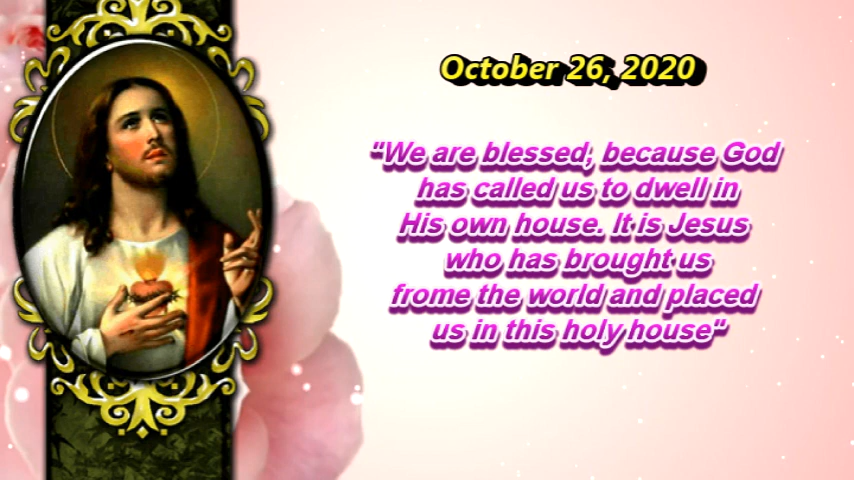 October 26, 2020
"We are blessed, because God
has called us to dwell in
His own house. It is Jesus
who has brought us
frome the world and placed
us in this holy house"